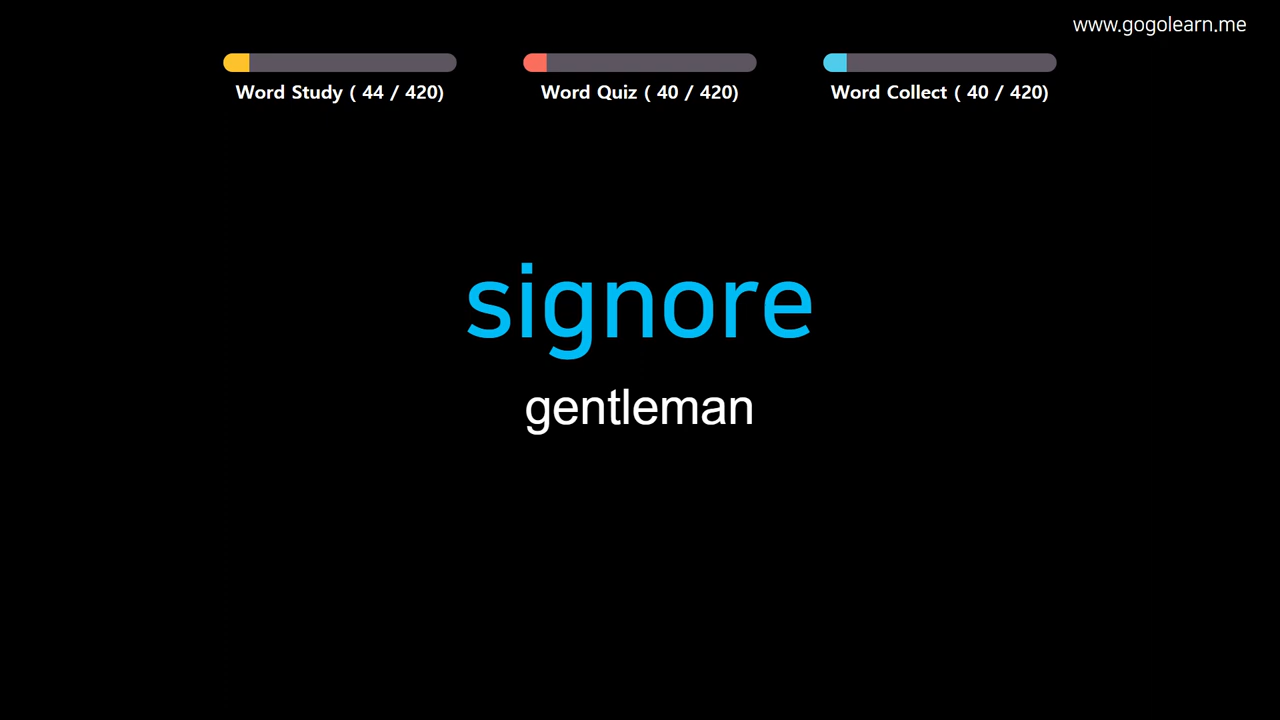 www.gogolearn.me
Word Study ( 44 / 420)
Word Quiz ( 40 / 420)
Word Collect ( 40 / 420)
signore
gentleman